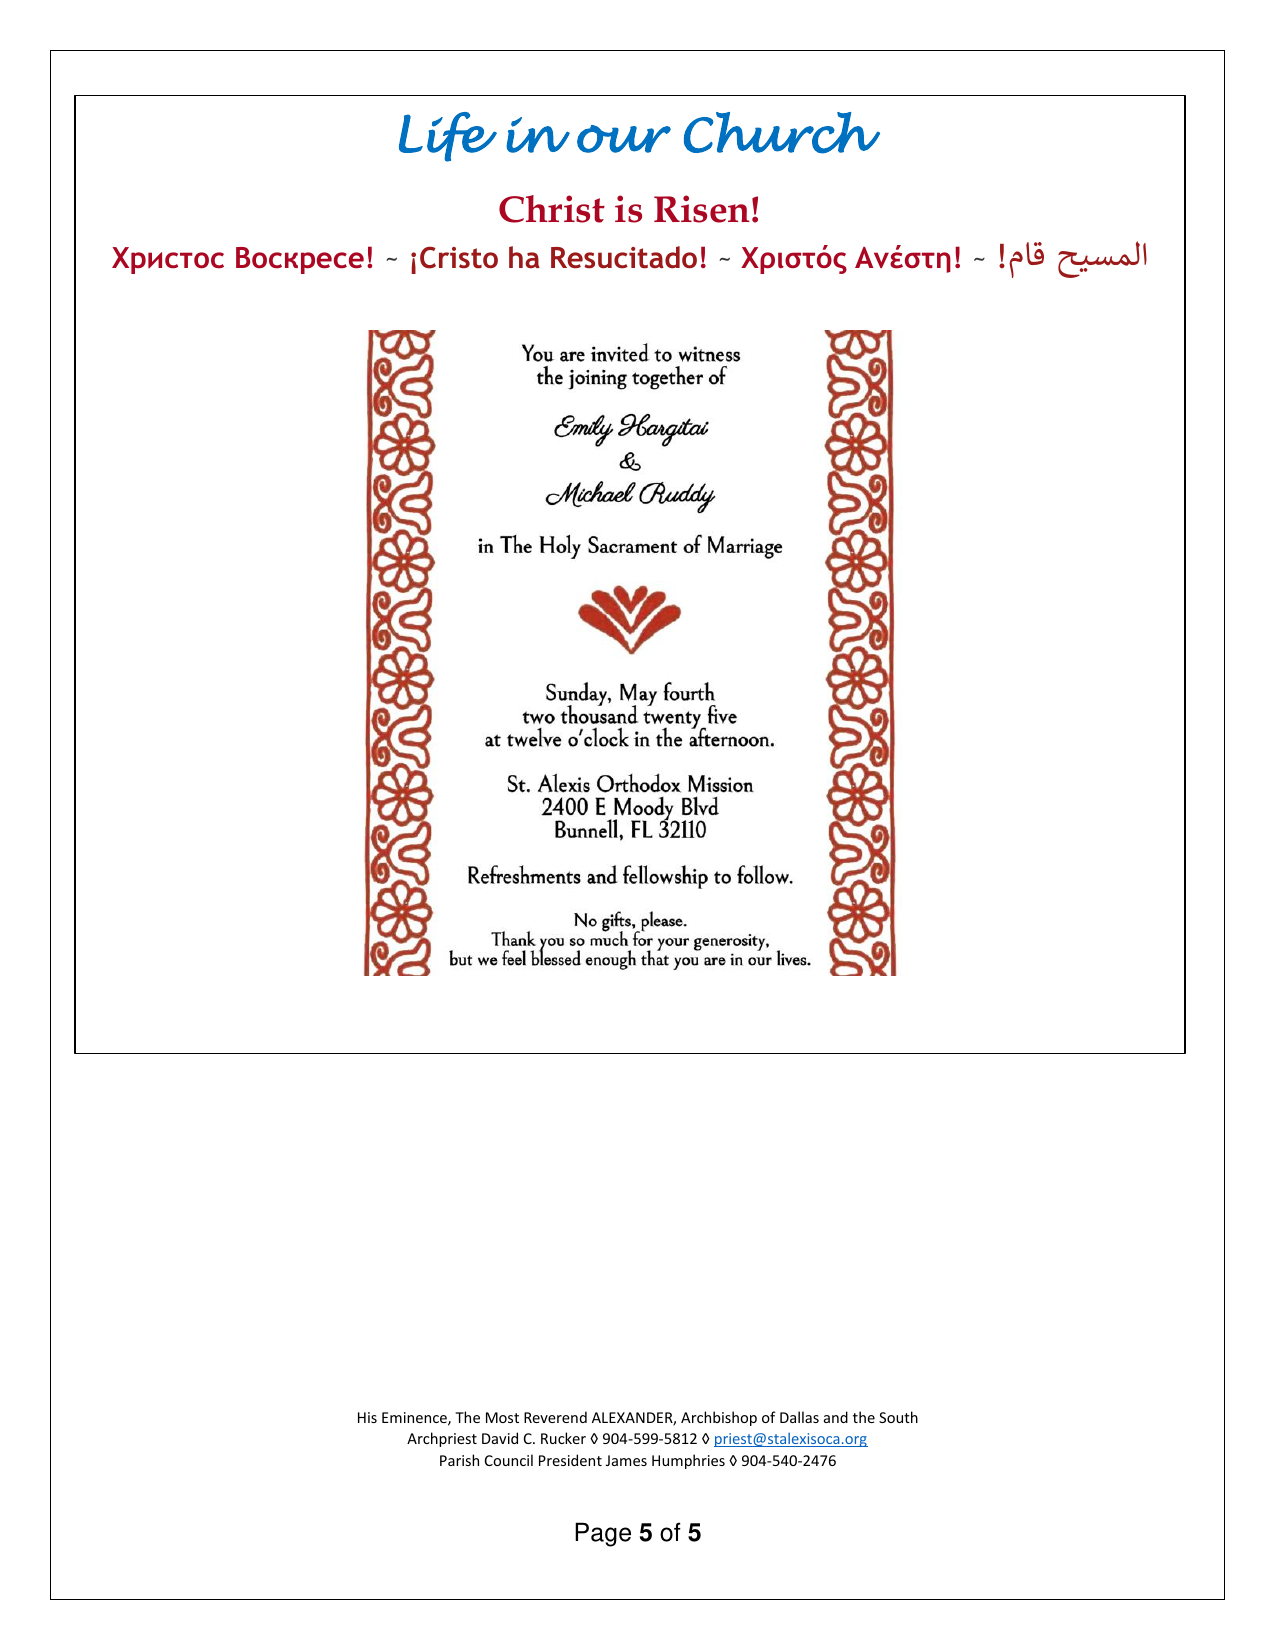 Life in our Church
Christ is Risen!
Христос Воскресе! ~ ¡Cristo ha Resucitado! ~ Χριστός Ανέστη! ~ المسيح قام!
You are invited to witness
the joining together of
Emily Hargitai
&
Michael Ruddy
in The Holy Sacrament of Marriage
Sunday, May fourth
two thousand twenty five
at twelve o'clock in the afternoon.
St. Alexis Orthodox Mission
2400 E Moody Blvd
Bunnell, FL 32110
Refreshments and fellowship to follow.
No gifts, please.
Thank you so much for your generosity,
but we feel blessed enough that you are in our lives.
His Eminence, The Most Reverend ALEXANDER, Archbishop of Dallas and the South
Archpriest David C. Rucker ◊ 904-599-5812 ◊ priest@stalexisoca.org
Parish Council President James Humphries ◊ 904-540-2476
Page 5 of 5